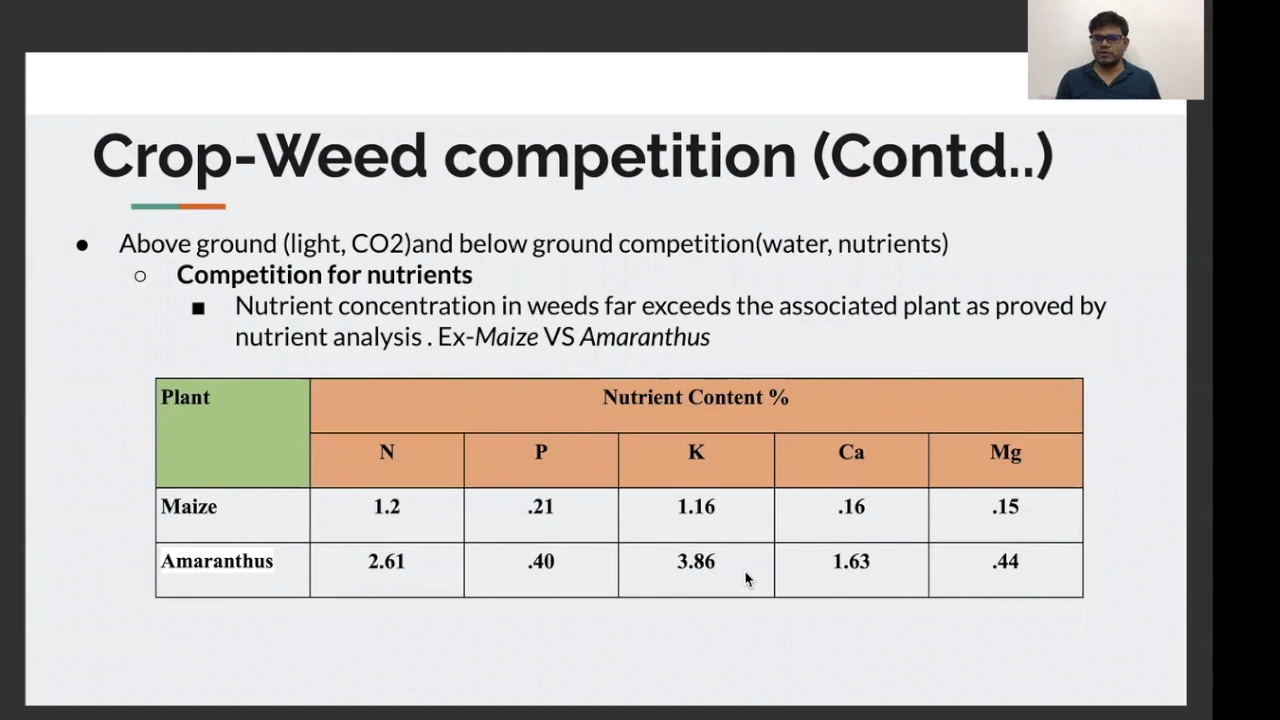 Crop-Weed competition (Contd..)
● Above ground (light, CO2)and below ground competition(water, nutrients)
○ Competition for nutrients
■ Nutrient concentration in weeds far exceeds the associated plant as proved by
nutrient analysis . Ex-Maize VS Amaranthus
Plant Nutrient Content %
N P K Ca Mg
Maize 1.2 .21 1.16 .16 .15
Amaranthus 2.61 .40 3.86 1.63 .44